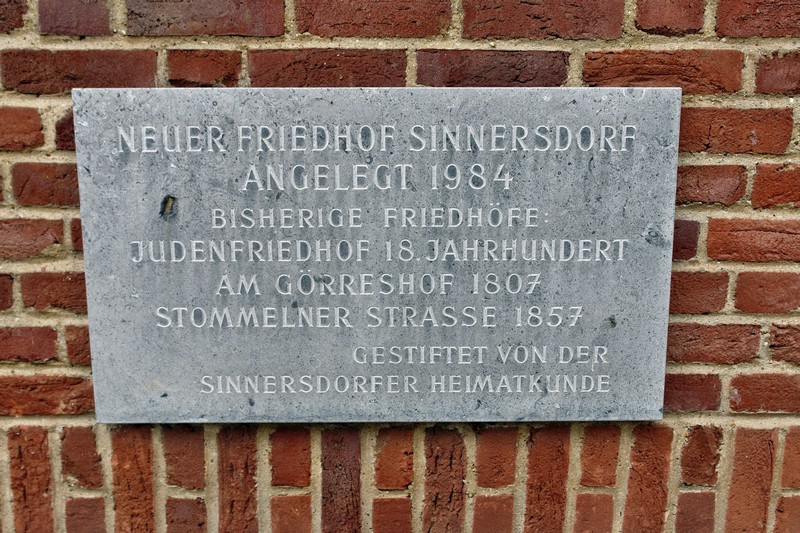 NEUER FRIEDHOF SINNERSDORF
ANGELEGT 1984
BISHERIGE FRIEDHÖFE:
JUDENFRIEDHOF 18. JAHRHUNDERT
AM GÖRRESHOF 1807
STOMMELNER STRASSE 1857
GESTIFTET VON DER
SINNERSDORFER HEIMATKUNDE